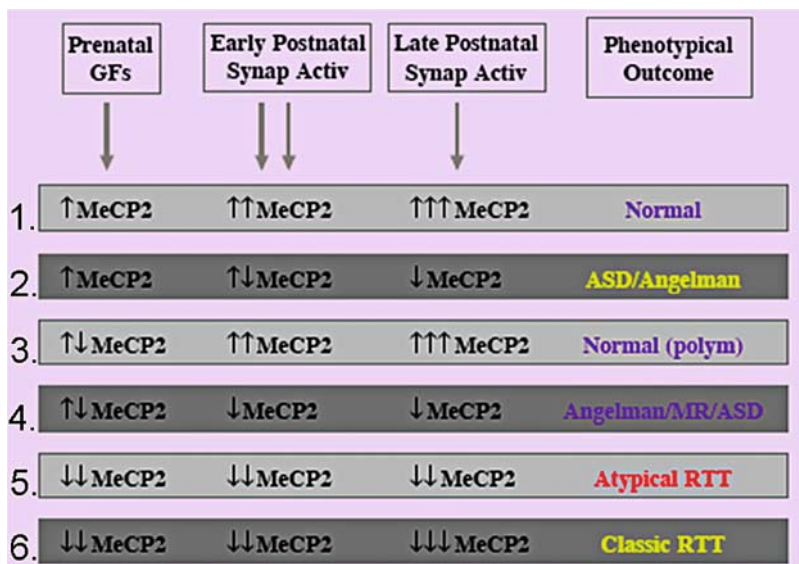 Prenatal GFs
Early Postnatal Synap Activ
Late Postnatal Synap Activ
Phenotypical Outcome
1. ↑MeCP2 ↑↑MeCP2 ↑↑↑MeCP2 Normal
2. ↑MeCP2 ↑↓MeCP2 ↓MeCP2 ASD/Angelman
3. ↑↓MeCP2 ↑↑MeCP2 ↑↑↑MeCP2 Normal (polym)
4. ↑↓MeCP2 ↓MeCP2 ↓MeCP2 Angelman/MR/ASD
5. ↓↓MeCP2 ↓↓MeCP2 ↓↓MeCP2 Atypical RTT
6. ↓↓MeCP2 ↓↓MeCP2 ↓↓↓MeCP2 Classic RTT